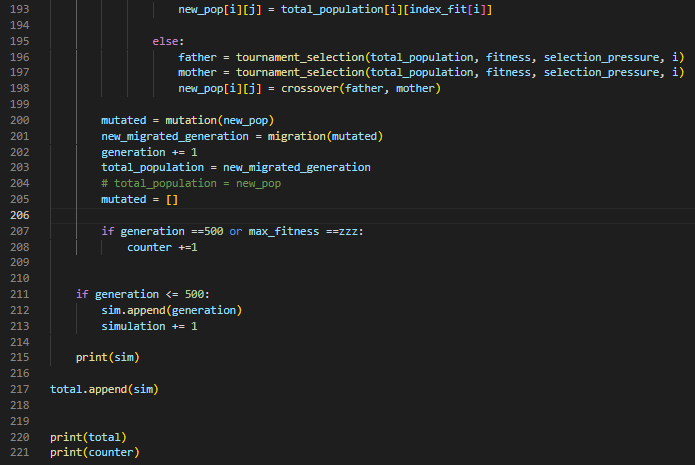 193 new_pop[i][j] = total_population[i][index_fit[i]]
194
195 else:
196 father = tournament_selection(total_population, fitness, selection_pressure, i)
197 mother = tournament_selection(total_population, fitness, selection_pressure, i)
198 new_pop[i][j] = crossover(father, mother)
199
200 mutated = mutation(new_pop)
201 new_migrated_generation = migration(mutated)
202 generation += 1
203 total_population = new_migrated_generation
204 # total_population = new_pop
205 mutated = []
206
207 if generation ==500 or max_fitness ==zzz:
208 counter +=1
209
210
211 if generation <= 500:
212 sim.append(generation)
213 simulation += 1
214
215 print(sim)
216
217 total.append(sim)
218
219
220 print(total)
221 print(counter)